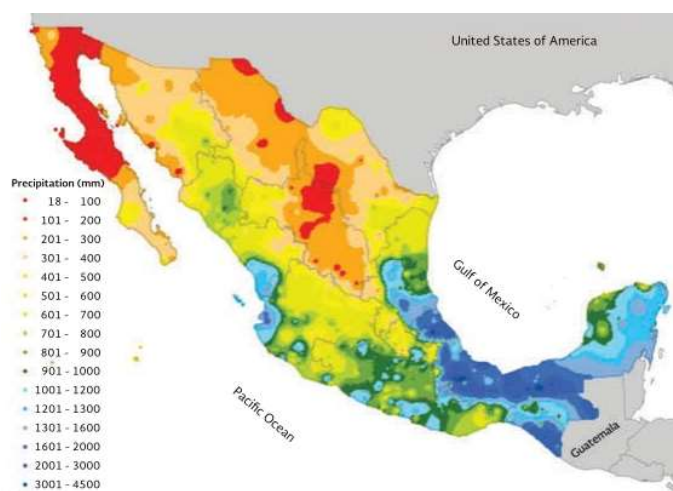 United States of America
Precipitation (mm)
18 - 100
101 - 200
201 - 300
301 - 400
401 - 500
501 - 600
601 - 700
701 - 800
801 - 900
901 - 1000
1001 - 1200
1201 - 1300
1301 - 1600
1601 - 2000
2001 - 3000
3001 - 4500
Gulf of Mexico
Pacific Ocean
Guatemala